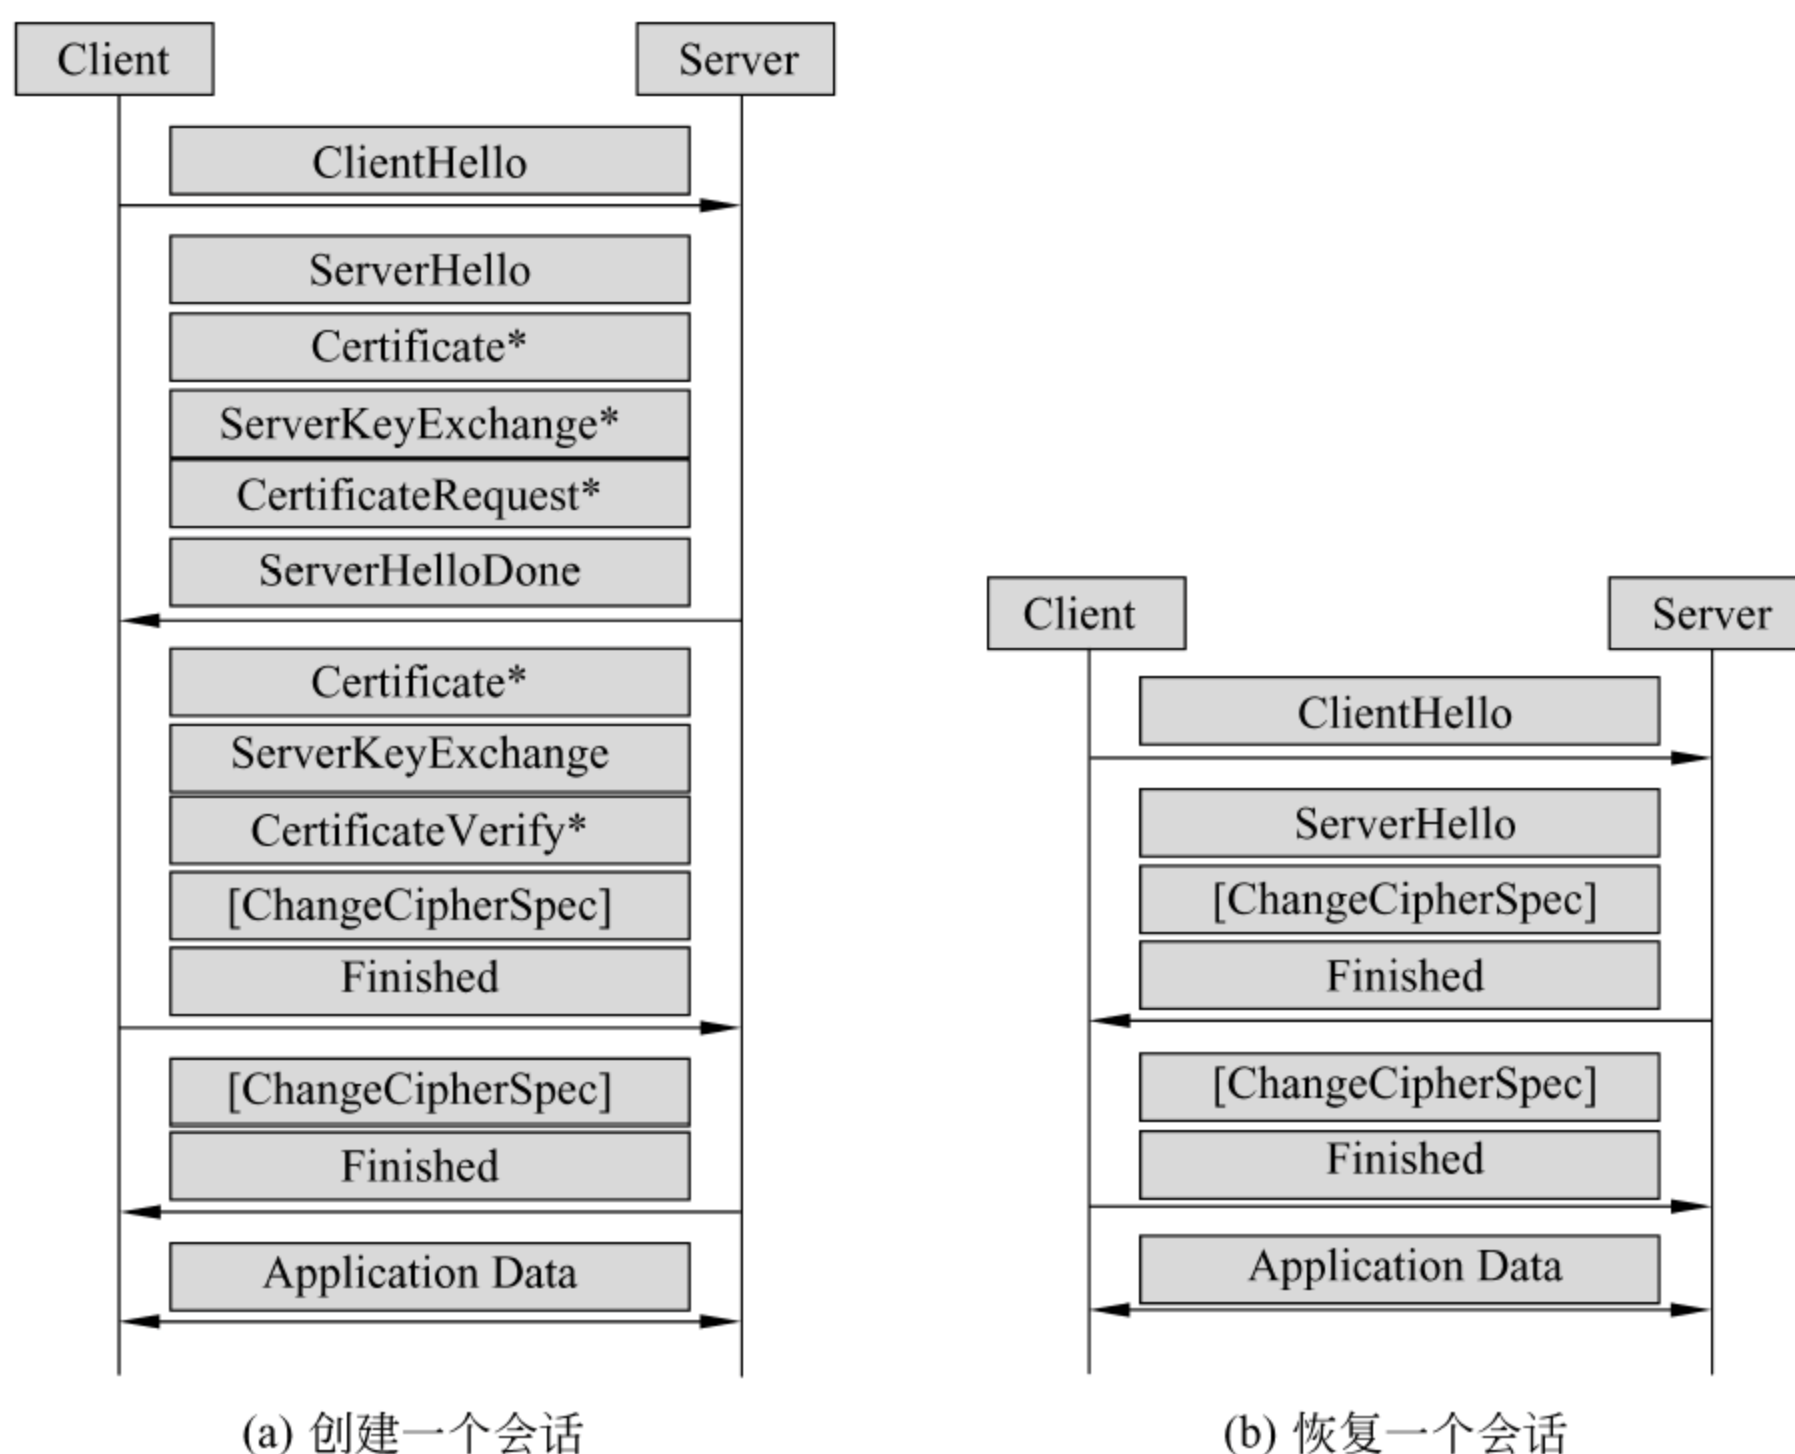 Client
Server
ClientHello
ServerHello
Certificate*
ServerKeyExchange*
CertificateRequest*
ServerHelloDone
Certificate*
ServerKeyExchange
CertificateVerify*
[ChangeCipherSpec]
Finished
[ChangeCipherSpec]
Finished
Application Data
(a) 创建一个会话
Client
Server
ClientHello
ServerHello
[ChangeCipherSpec]
Finished
[ChangeCipherSpec]
Finished
Application Data
(b) 恢复一个会话